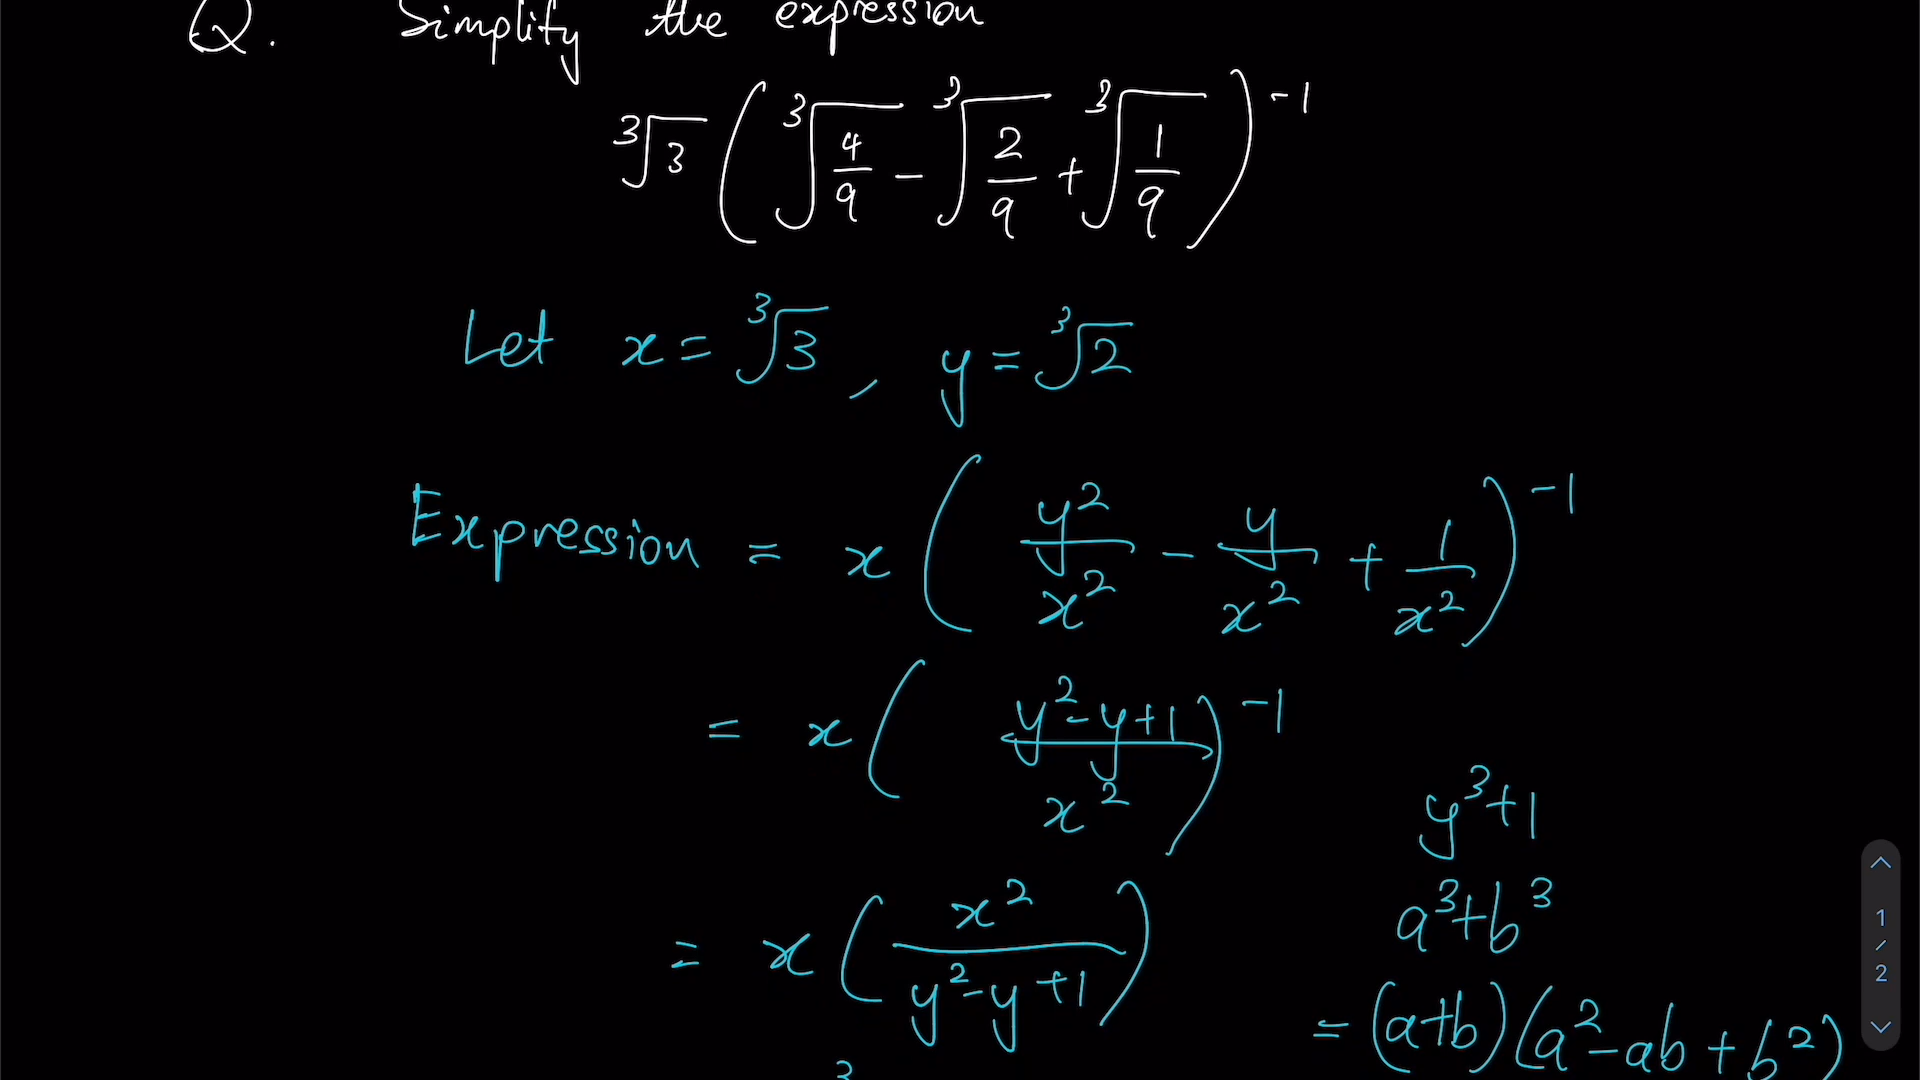 Q. Simplify the expression
∛3 ( ∛(4/9) - ∛(2/9) + ∛(1/9) )^-1
Let x = ∛3 , y = ∛2
Expression = x ( y²/x² - y/x² + 1/x² )^-1
= x ( (y²-y+1)/x² )^-1
y³+1
= x ( x²/(y²-y+1) )
a³+b³
= (a+b)(a²-ab+b²)
3
1
/
2